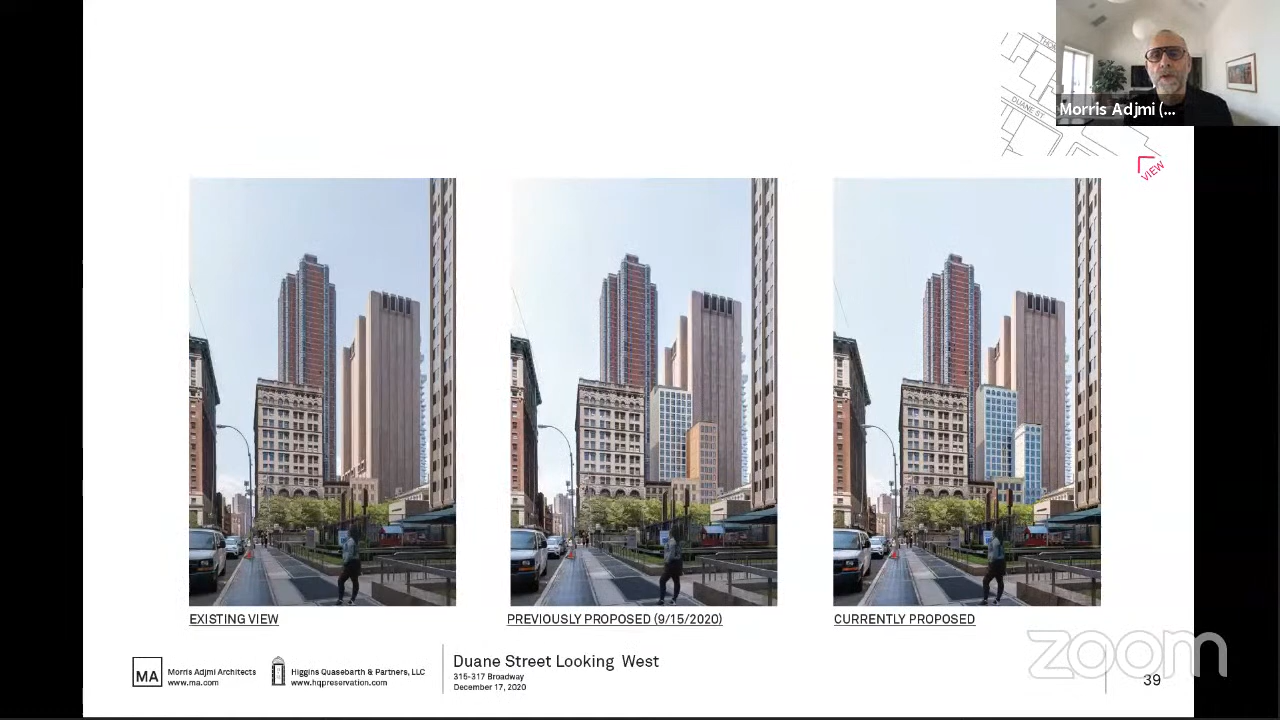 DUANE ST
VIEW
Morris Adjmi (...
EXISTING VIEW
PREVIOUSLY PROPOSED (9/15/2020)
CURRENTLY PROPOSED
MA
Morris Adjmi Architects
www.ma.com
Higgins Quasebarth & Partners, LLC
www.hqpreservation.com
Duane Street Looking West
315-317 Broadway
December 17, 2020
zoom
39